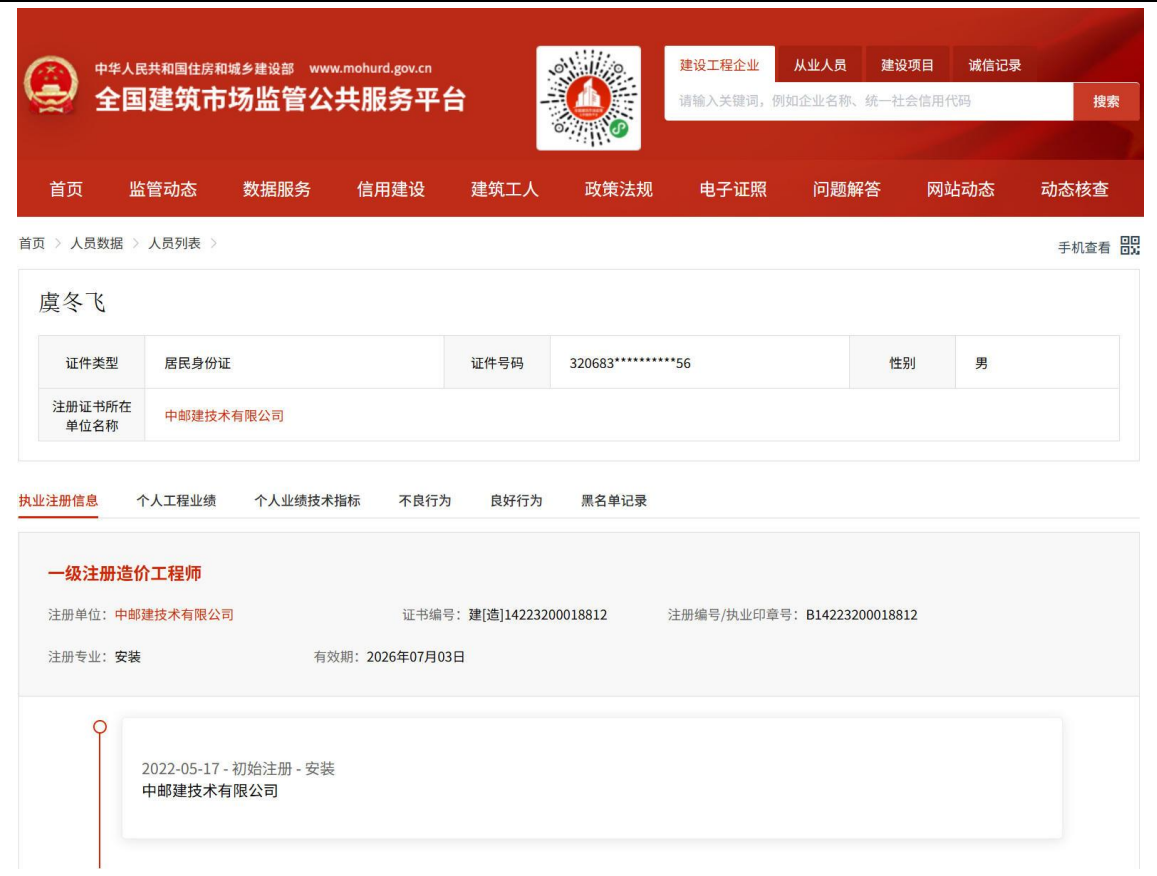 中华人民共和国住房和城乡建设部 www.mohurd.gov.cn
全国建筑市场监管公共服务平台
建设工程企业 从业人员 建设项目 诚信记录
请输入关键词，例如企业名称、统一社会信用代码 搜索
首页 监管动态 数据服务 信用建设 建筑工人 政策法规 电子证照 问题解答 网站动态 动态核查
首页 > 人员数据 > 人员列表 >
手机查看
虞冬飞
证件类型 居民身份证 证件号码 320683**********56 性别 男
注册证书所在
单位名称
中邮建技术有限公司
执业注册信息 个人工程业绩 个人业绩技术指标 不良行为 良好行为 黑名单记录
一级注册造价工程师
注册单位：中邮建技术有限公司 证书编号：建[造]14223200018812 注册编号/执业印章号：B14223200018812
注册专业：安装 有效期：2026年07月03日
2022-05-17 - 初始注册 - 安装
中邮建技术有限公司